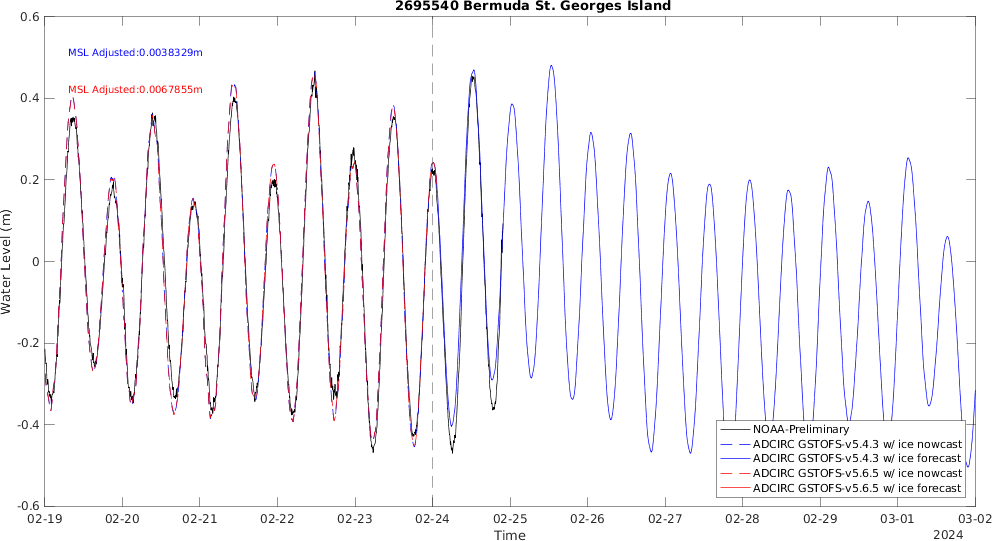 2695540 Bermuda St. Georges Island
0.6
0.4
0.2
0
-0.2
-0.4
-0.6
Water Level (m)
MSL Adjusted:0.0038329m
MSL Adjusted:0.0067855m
NOAA-Preliminary
ADCIRC GSTOFS-v5.4.3 w/ ice nowcast
ADCIRC GSTOFS-v5.4.3 w/ ice forecast
ADCIRC GSTOFS-v5.6.5 w/ ice nowcast
ADCIRC GSTOFS-v5.6.5 w/ ice forecast
02-19 02-20 02-21 02-22 02-23 02-24 02-25 02-26 02-27 02-28 02-29 03-01 03-02
Time
2024